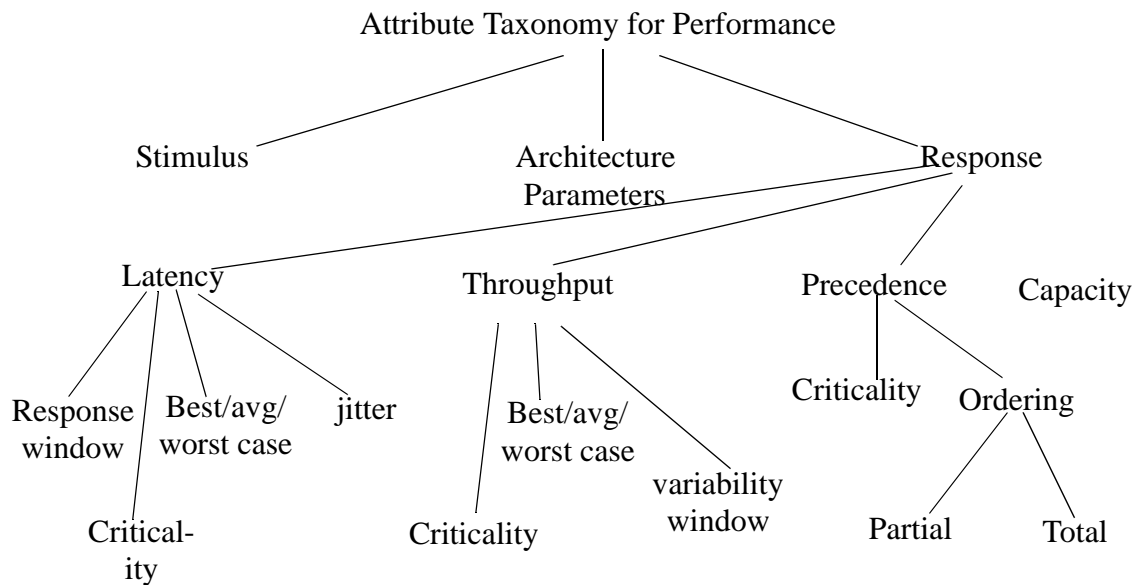 Attribute Taxonomy for Performance
Stimulus
Architecture
Parameters
Response
Latency
Throughput
Precedence
Capacity
Response
window
Best/avg/
worst case
jitter
Best/avg/
worst case
Criticality
Ordering
variability
window
Critical-
ity
Criticality
Partial
Total